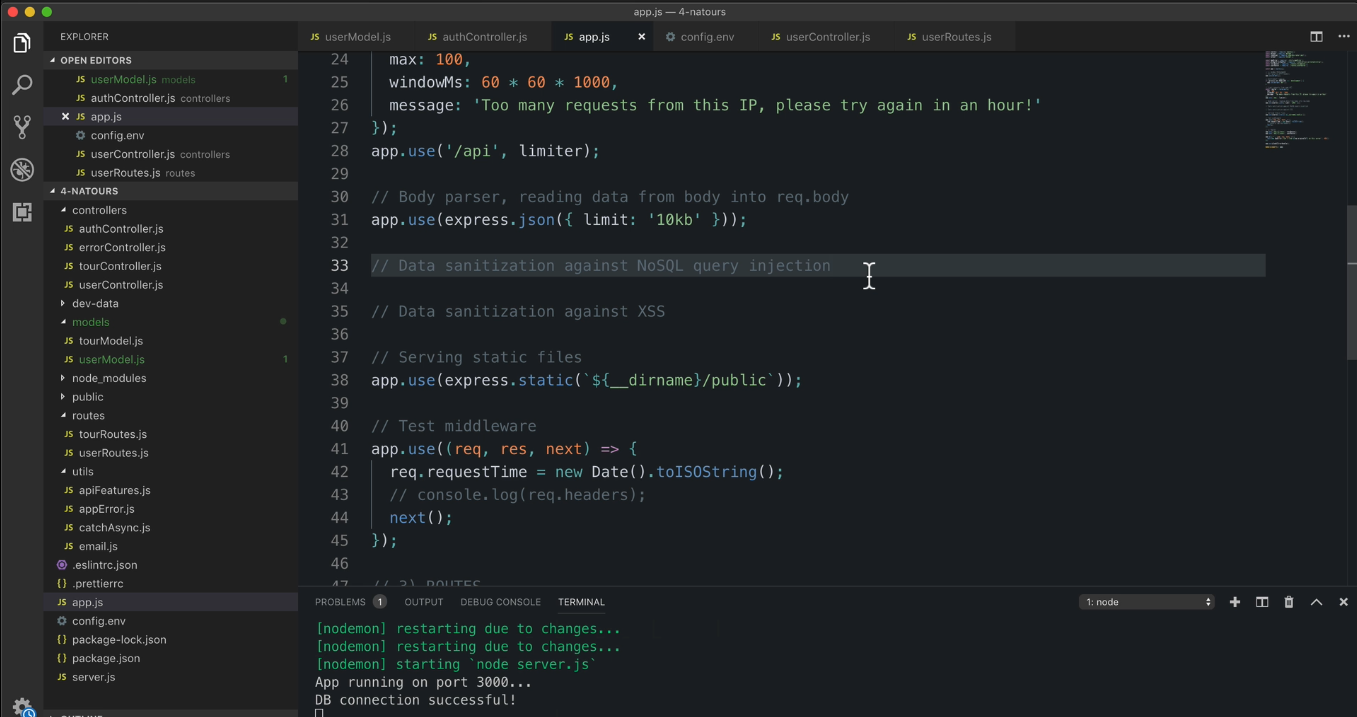 app.js — 4-natours
EXPLORER
OPEN EDITORS
JS userModel.js models 1
JS authController.js controllers
JS app.js
config.env
JS userController.js controllers
JS userRoutes.js routes
4-NATOURS
controllers
JS authController.js
JS errorController.js
JS tourController.js
JS userController.js
dev-data
models
JS tourModel.js
JS userModel.js 1
node_modules
public
routes
JS tourRoutes.js
JS userRoutes.js
utils
JS apiFeatures.js
JS appError.js
JS catchAsync.js
JS email.js
.eslintrc.json
{} .prettierrc
JS app.js
config.env
{} package-lock.json
{} package.json
JS server.js
OUTLINE
JS userModel.js JS authController.js JS app.js config.env JS userController.js JS userRoutes.js
24 max: 100,
25 windowMs: 60 * 60 * 1000,
26 message: 'Too many requests from this IP, please try again in an hour!'
27 });
28 app.use('/api', limiter);
29
30 // Body parser, reading data from body into req.body
31 app.use(express.json({ limit: '10kb' }));
32
33 // Data sanitization against NoSQL query injection
34
35 // Data sanitization against XSS
36
37 // Serving static files
38 app.use(express.static(`${__dirname}/public`));
39
40 // Test middleware
41 app.use((req, res, next) => {
42 req.requestTime = new Date().toISOString();
43 // console.log(req.headers);
44 next();
45 });
46
47 // 3) ROUTES
PROBLEMS 1 OUTPUT DEBUG CONSOLE TERMINAL 1: node
[nodemon] restarting due to changes...
[nodemon] restarting due to changes...
[nodemon] starting `node server.js`
App running on port 3000...
DB connection successful!